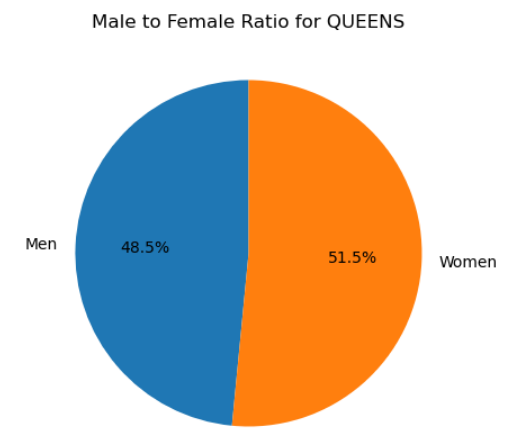 Male to Female Ratio for QUEENS
Men
48.5%
51.5%
Women